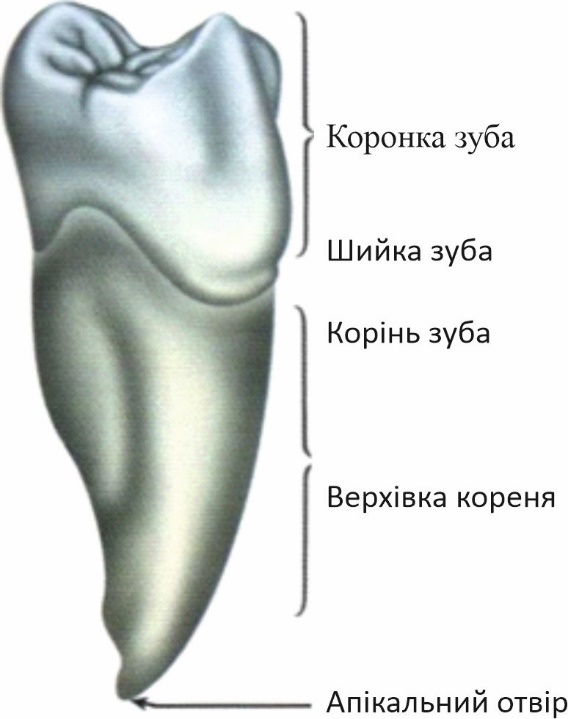 Коронка зуба
Шийка зуба
Корінь зуба
Верхівка кореня
Апікальний отвір